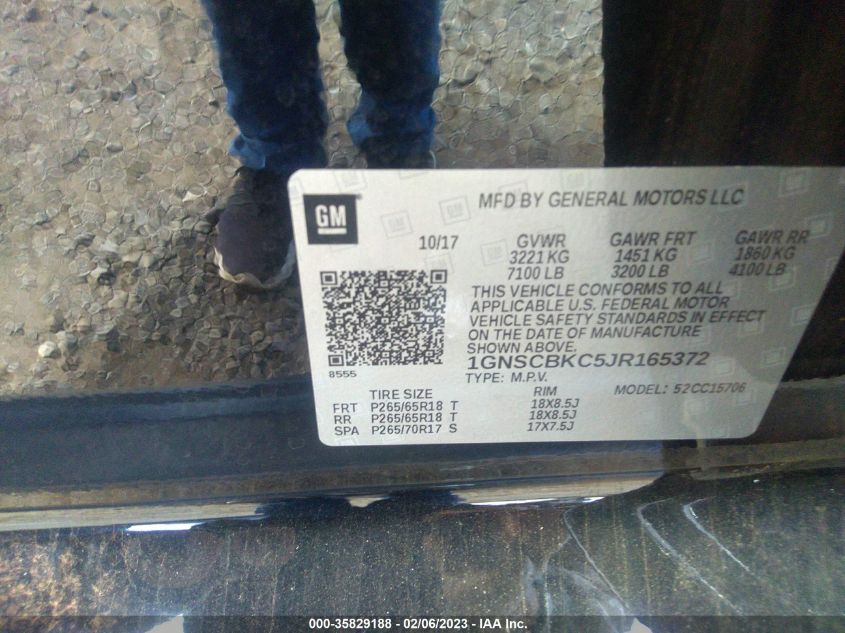 GM
MFD BY GENERAL MOTORS LLC
10/17 GVWR GAWR FRT GAWR RR
3221 KG 1451 KG 1860 KG
7100 LB 3200 LB 4100 LB
THIS VEHICLE CONFORMS TO ALL
APPLICABLE U.S. FEDERAL MOTOR
VEHICLE SAFETY STANDARDS IN EFFECT
ON THE DATE OF MANUFACTURE
SHOWN ABOVE.
8555
1GNSCBKC5JR165372
TYPE: M.P.V. MODEL: 52CC15706
TIRE SIZE RIM
FRT P265/65R18 T 18X8.5J
RR P265/65R18 T 18X8.5J
SPA P265/70R17 S 17X7.5J
000-35829188 - 02/06/2023 - IAA Inc.